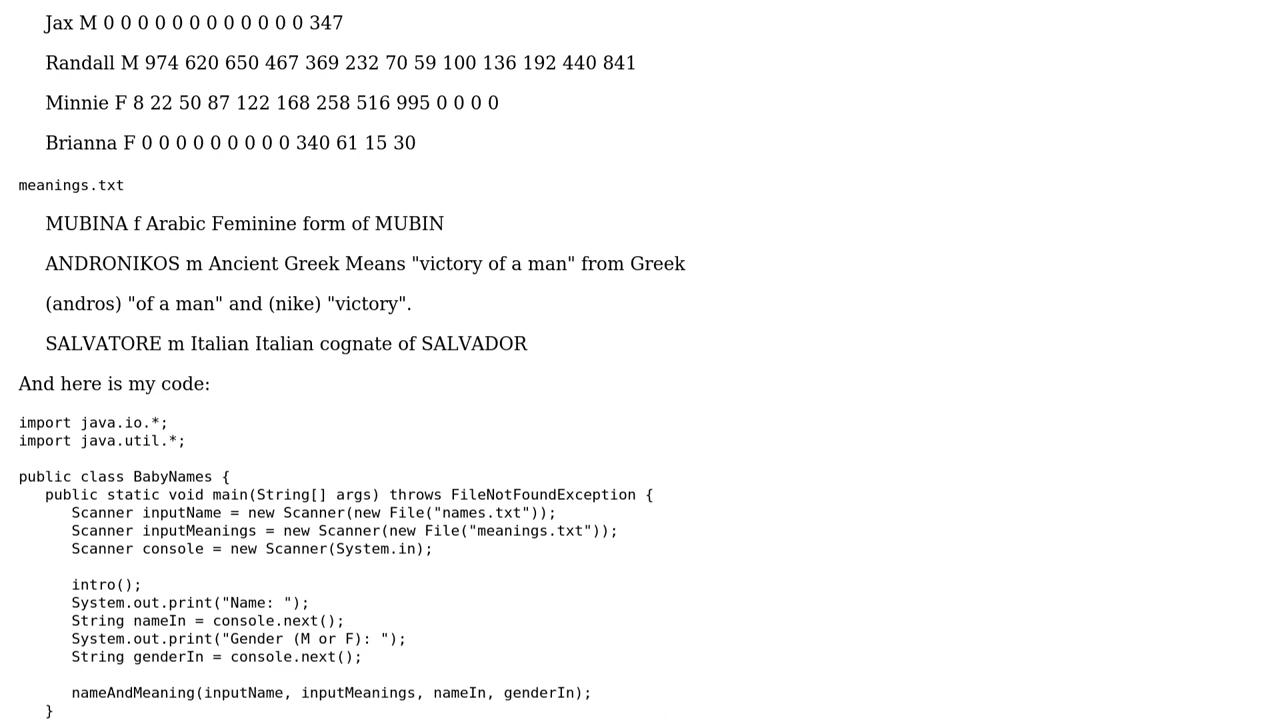 Jax M 0 0 0 0 0 0 0 0 0 0 0 0 347
Randall M 974 620 650 467 369 232 70 59 100 136 192 440 841
Minnie F 8 22 50 87 122 168 258 516 995 0 0 0 0
Brianna F 0 0 0 0 0 0 0 0 0 340 61 15 30
meanings.txt
MUBINA f Arabic Feminine form of MUBIN
ANDRONIKOS m Ancient Greek Means "victory of a man" from Greek
(andros) "of a man" and (nike) "victory".
SALVATORE m Italian Italian cognate of SALVADOR
And here is my code:
import java.io.*;
import java.util.*;
public class BabyNames {
public static void main(String[] args) throws FileNotFoundException {
Scanner inputName = new Scanner(new File("names.txt"));
Scanner inputMeanings = new Scanner(new File("meanings.txt"));
Scanner console = new Scanner(System.in);
intro();
System.out.print("Name: ");
String nameIn = console.next();
System.out.print("Gender (M or F): ");
String genderIn = console.next();
nameAndMeaning(inputName, inputMeanings, nameIn, genderIn);
}